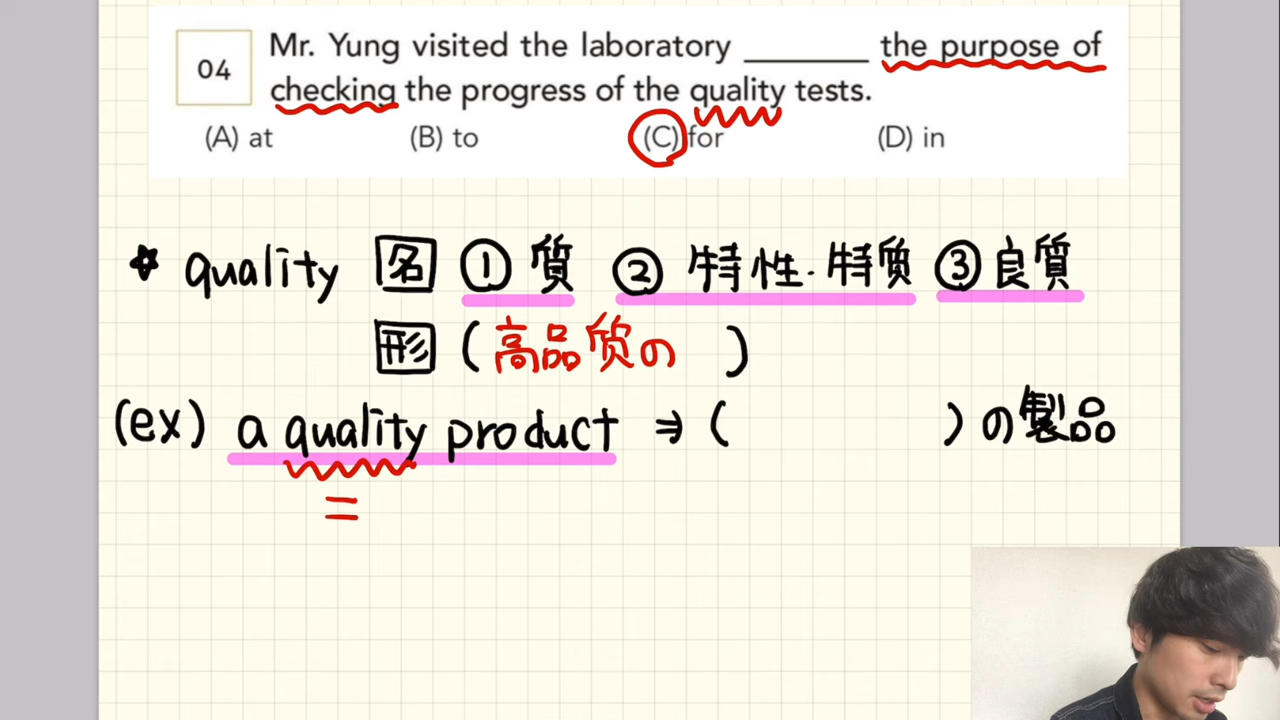 04
Mr. Yung visited the laboratory ________ the purpose of
checking the progress of the quality tests.
(A) at (B) to (C) for (D) in
☆ quality 名 ① 質 ② 特性・特質 ③ 良質
形 (高品質の )
(ex) a quality product ⇒ ( )の製品
=